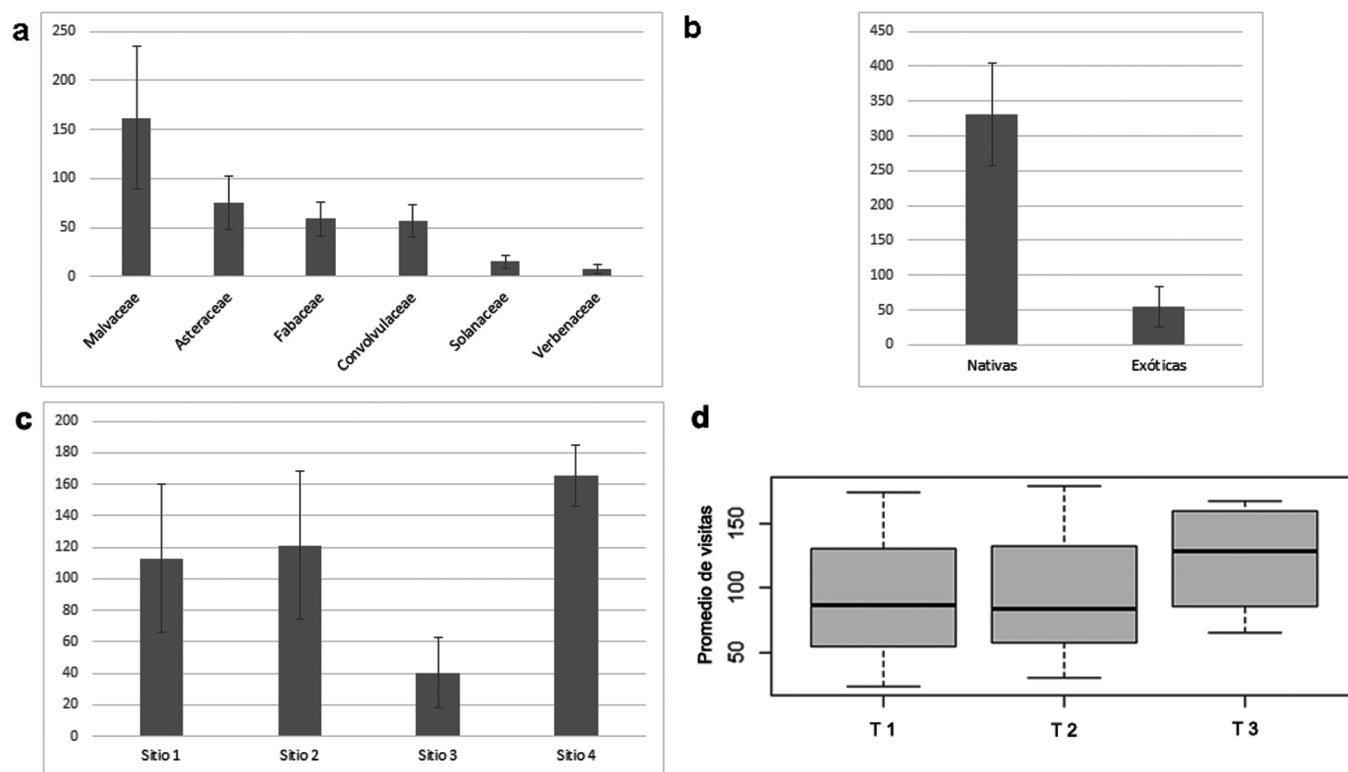 a
250
200
150
100
50
0
Malvaceae
Asteraceae
Fabaceae
Convolvulaceae
Solanaceae
Verbenaceae
b
450
400
350
300
250
200
150
100
50
0
Nativas Exóticas
c
200
180
160
140
120
100
80
60
40
20
0
Sitio 1 Sitio 2 Sitio 3 Sitio 4
d
Promedio de visitas
150
100
50
T 1 T 2 T 3